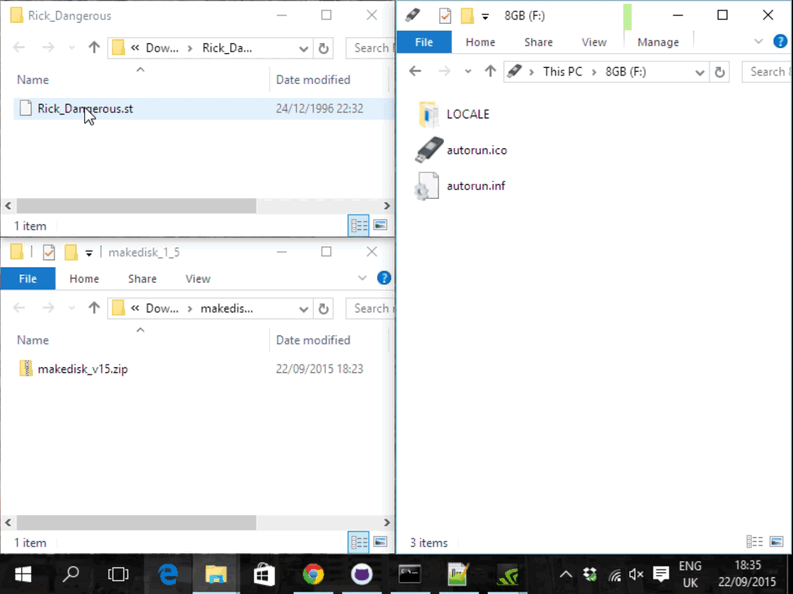 Rick_Dangerous
« Dow... › Rick_Da...
Search
Name
Date modified
Rick_Dangerous.st
24/12/1996 22:32
1 item
makedisk_1_5
File Home Share View
« Dow... › makedis...
Search
Name
Date modified
makedisk_v15.zip
22/09/2015 18:23
1 item
8GB (F:)
File Home Share View Manage
› This PC › 8GB (F:)
Search
LOCALE
autorun.ico
autorun.inf
3 items
ENG
UK
18:35
22/09/2015